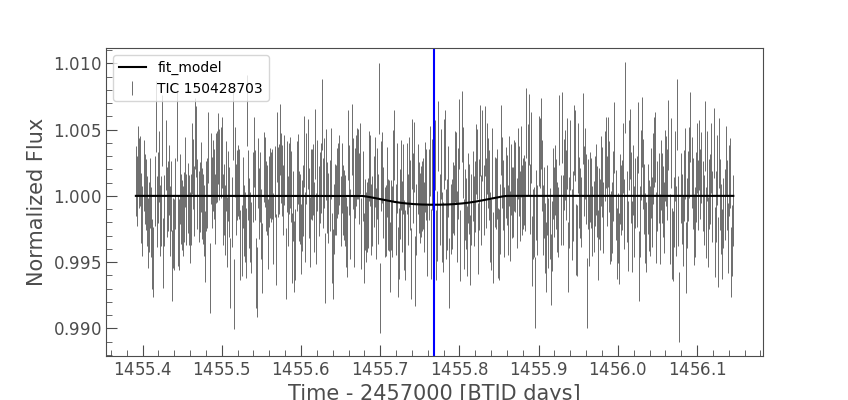 fit_model
TIC 150428703
1.010
1.005
1.000
0.995
0.990
Normalized Flux
1455.4 1455.5 1455.6 1455.7 1455.8 1455.9 1456.0 1456.1
Time - 2457000 [BTJD days]